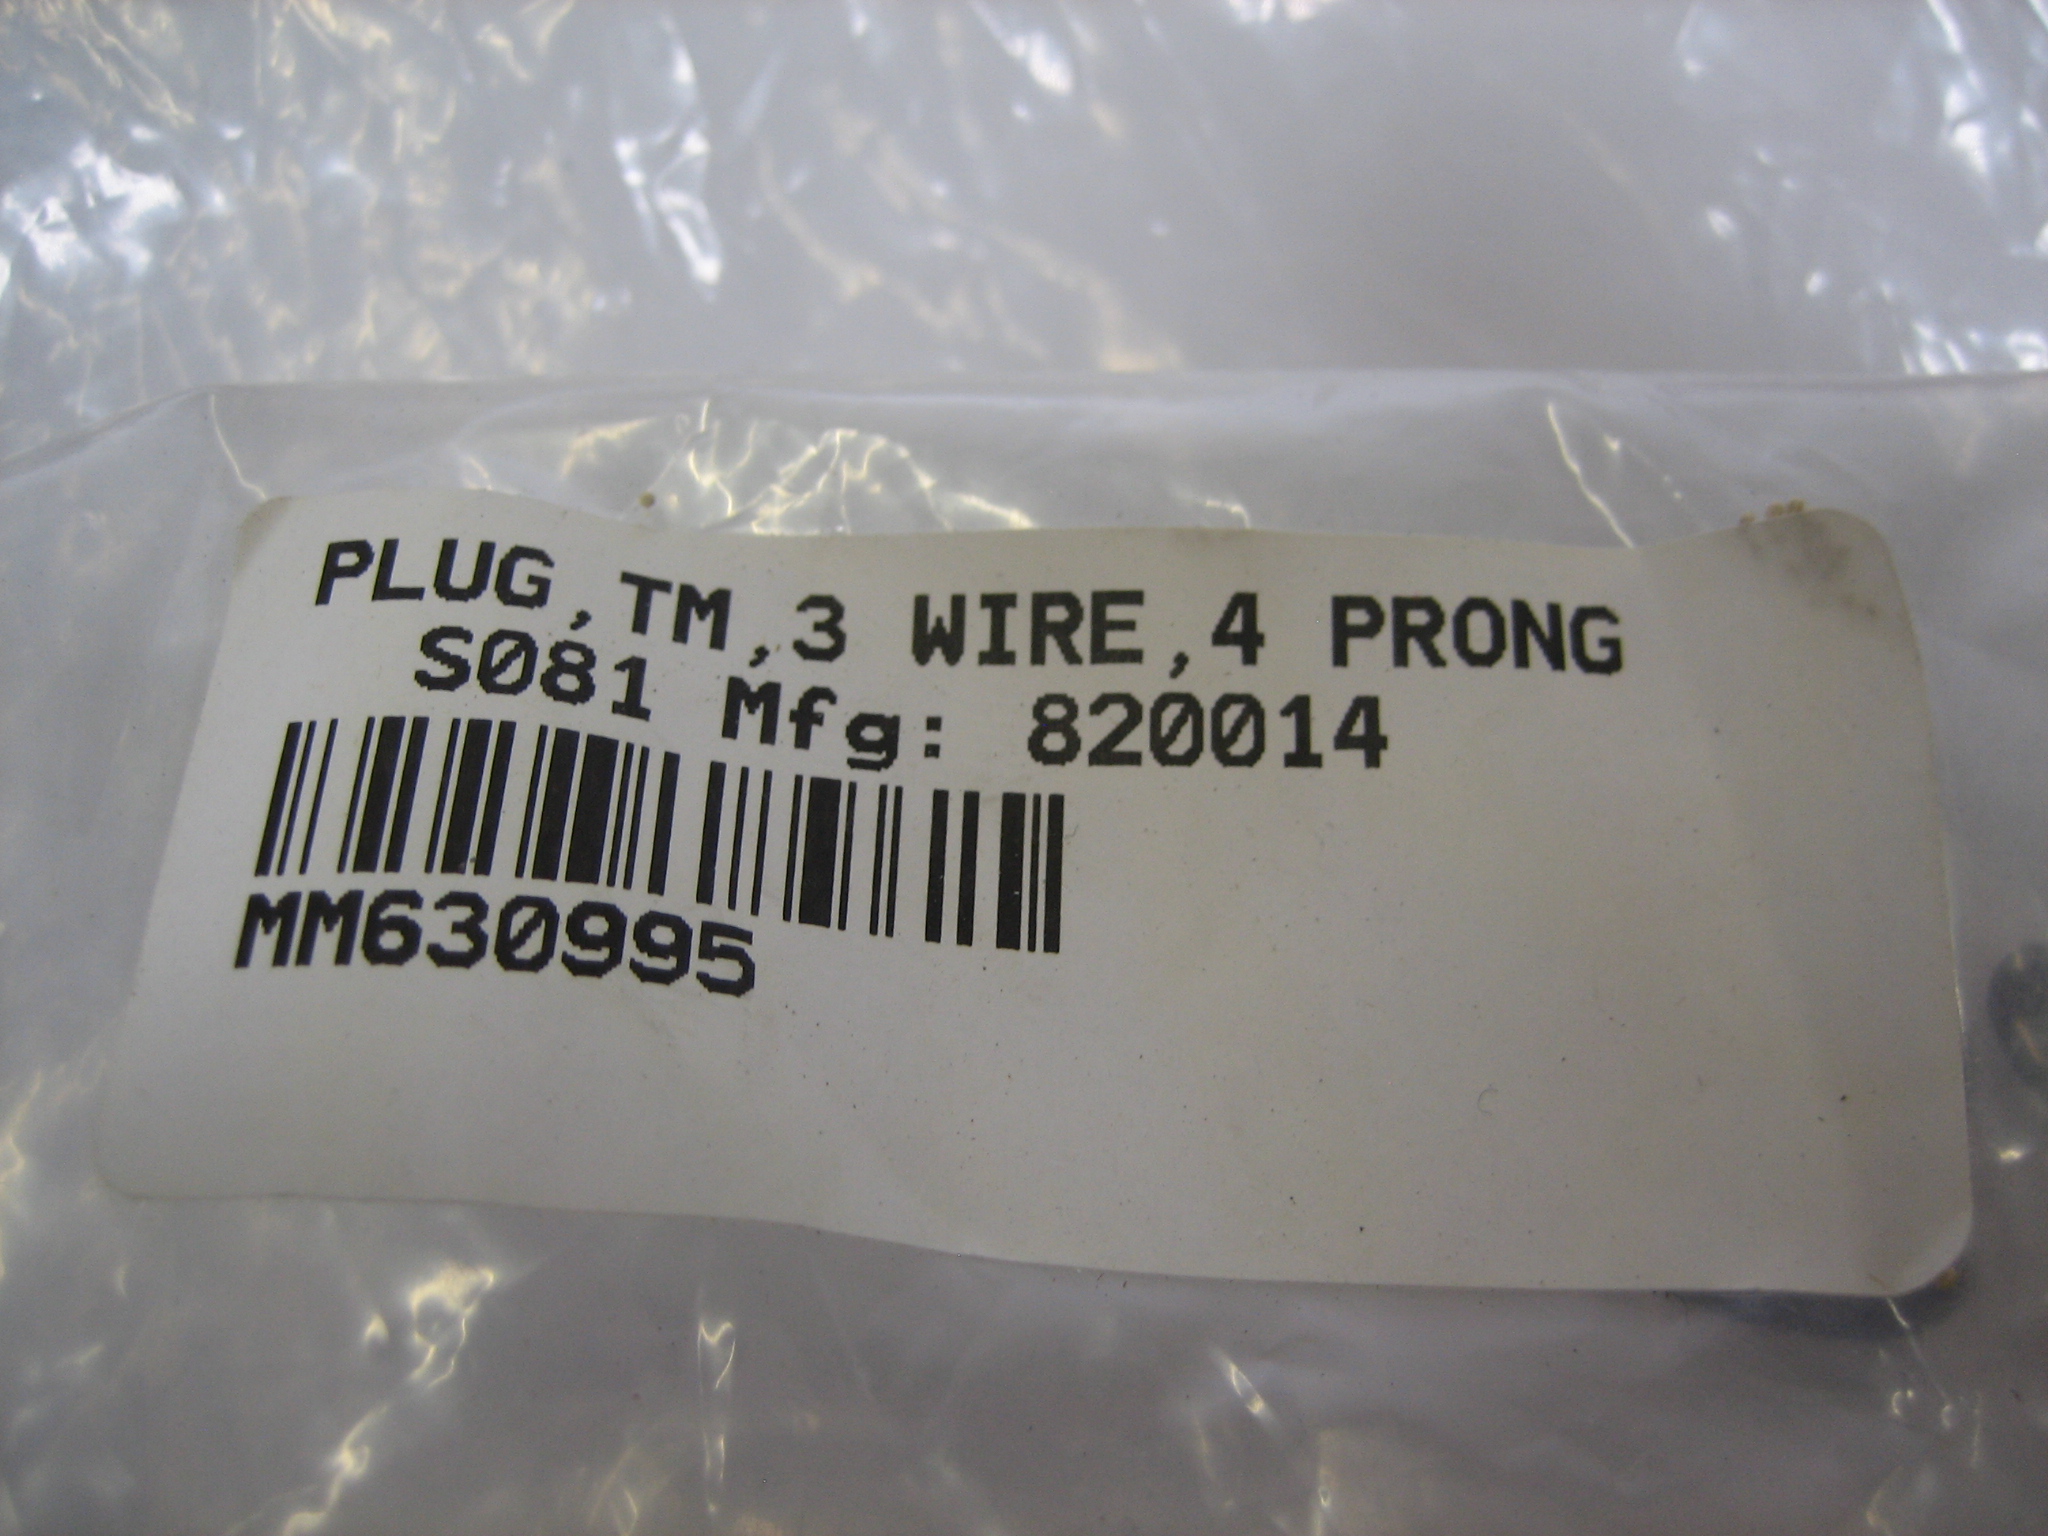 PLUG,TM,3 WIRE,4 PRONG
S081 Mfg: 820014
MM630995